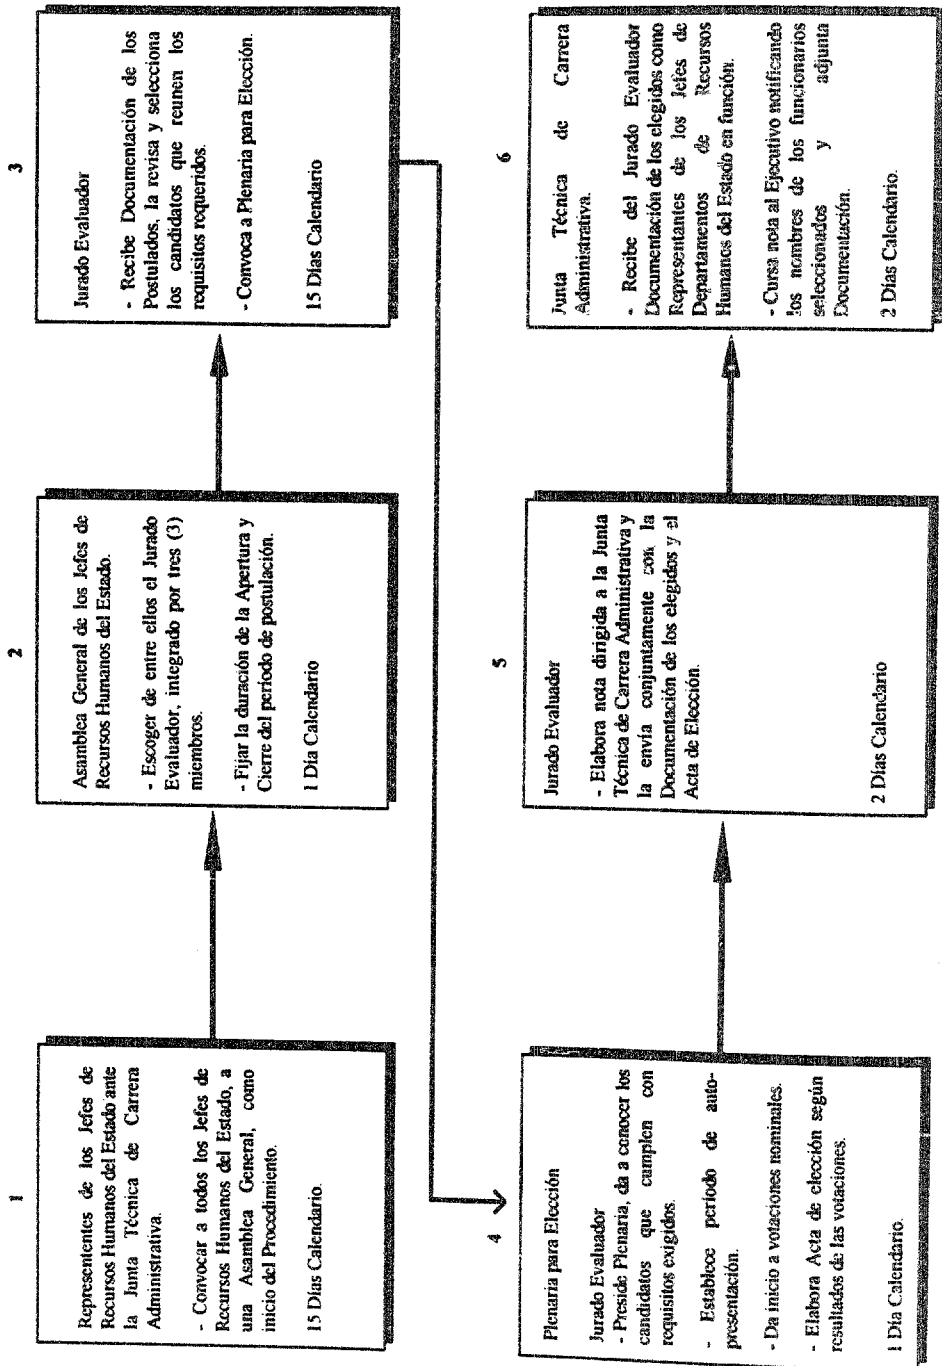 1
Represententes de los Jefes de
Recursos Humanos del Estado ante
la Junta Técnica de Carrera
Administrativa.
- Convocar a todos los Jefes de
Recursos Humanos del Estado, a
una Asamblea General, como
inicio del Procedimiento.
15 Días Calendario.
2
Asamblea General de los Jefes de
Recursos Humanos del Estado.
- Escoger de entre ellos el Jurado
Evaluador, integrado por tres (3)
miembros.
- Fijar la duración de la Apertura y
Cierre del período de postulación.
1 Día Calendario
3
Jurado Evaluador
- Recibe Documentación de los
Postulados, la revisa y selecciona
los candidatos que reunen los
requisitos requeridos.
- Convoca a Plenaria para Elección.
15 Días Calendario
4
Plenaria para Elección
Jurado Evaluador
- Preside Plenaria, da a conocer los
candidatos que cumplen con
requisitos exigidos.
- Establece período de auto-
presentación.
- Da inicio a votaciones nominales.
- Elabora Acta de elección según
resultados de las votaciones.
1 Día Calendario.
5
Jurado Evaluador
- Elabora nota dirigida a la Junta
Técnica de Carrera Administrativa y
la envía conjuntamente con la
Documentación de los elegidos y el
Acta de Elección.
2 Días Calendario
6
Junta Técnica de Carrera
Administrativa.
- Recibe del Jurado Evaluador
Documentación de los elegidos como
Representantes de los Jefes de
Departamentos de Recursos
Humanos del Estado en función.
- Cursa nota al Ejecutivo notificando
los nombres de los funcionarios
seleccionados y adjunta
Documentación.
2 Días Calendario.